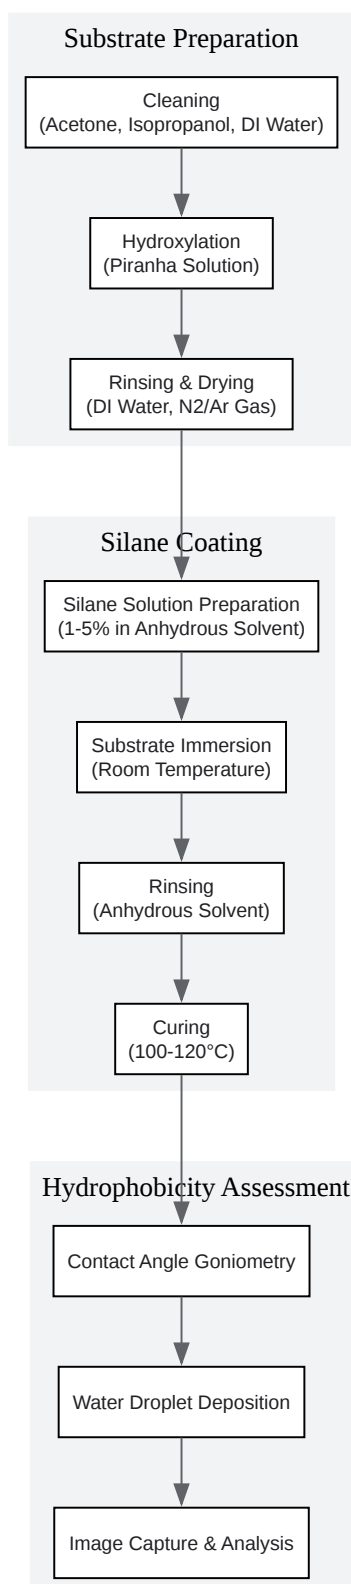 Substrate Preparation
Cleaning
(Acetone, Isopropanol, DI Water)
Hydroxylation
(Piranha Solution)
Rinsing & Drying
(DI Water, N2/Ar Gas)
Silane Coating
Silane Solution Preparation
(1-5% in Anhydrous Solvent)
Substrate Immersion
(Room Temperature)
Rinsing
(Anhydrous Solvent)
Curing
(100-120°C)
Hydrophobicity Assessment
Contact Angle Goniometry
Water Droplet Deposition
Image Capture & Analysis